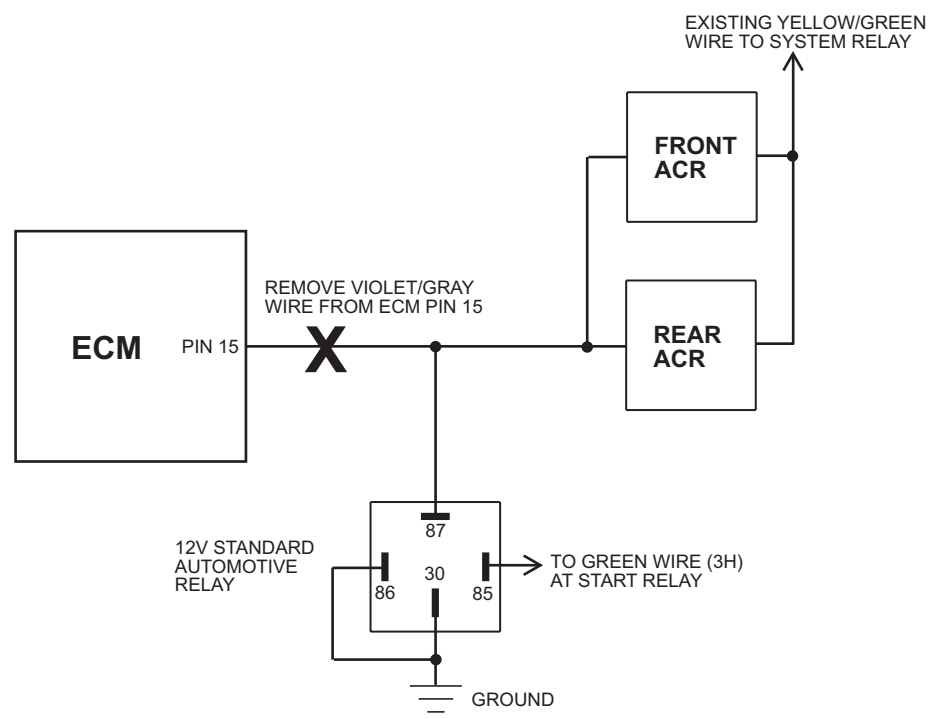 EXISTING YELLOW/GREEN
WIRE TO SYSTEM RELAY
FRONT
ACR
REMOVE VIOLET/GRAY
WIRE FROM ECM PIN 15
ECM
PIN 15
X
REAR
ACR
12V STANDARD
AUTOMOTIVE
RELAY
87
86
30
85
TO GREEN WIRE (3H)
AT START RELAY
GROUND